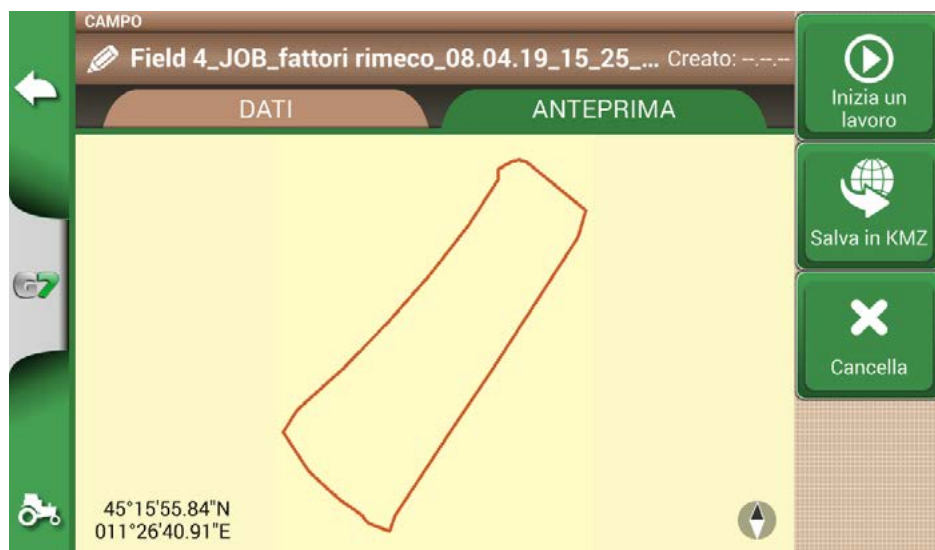 CAMPO
Field 4_JOB_fattori rimeco_08.04.19_15_25_... Creato: --.--.--
DATI
ANTEPRIMA
Inizia un
lavoro
Salva in KMZ
Cancella
G7
45°15'55.84"N
011°26'40.91"E